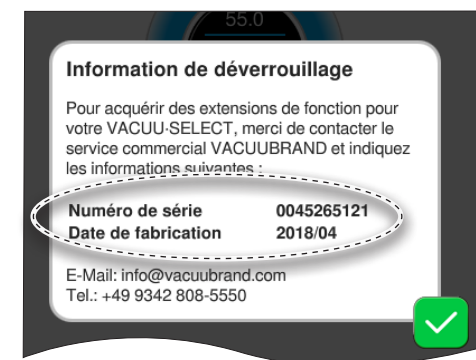 55.0
Information de déverrouillage
Pour acquérir des extensions de fonction pour
votre VACUU·SELECT, merci de contacter le
service commercial VACUUBRAND et indiquez
les informations suivantes :
Numéro de série 0045265121
Date de fabrication 2018/04
E-Mail: info@vacuubrand.com
Tel.: +49 9342 808-5550